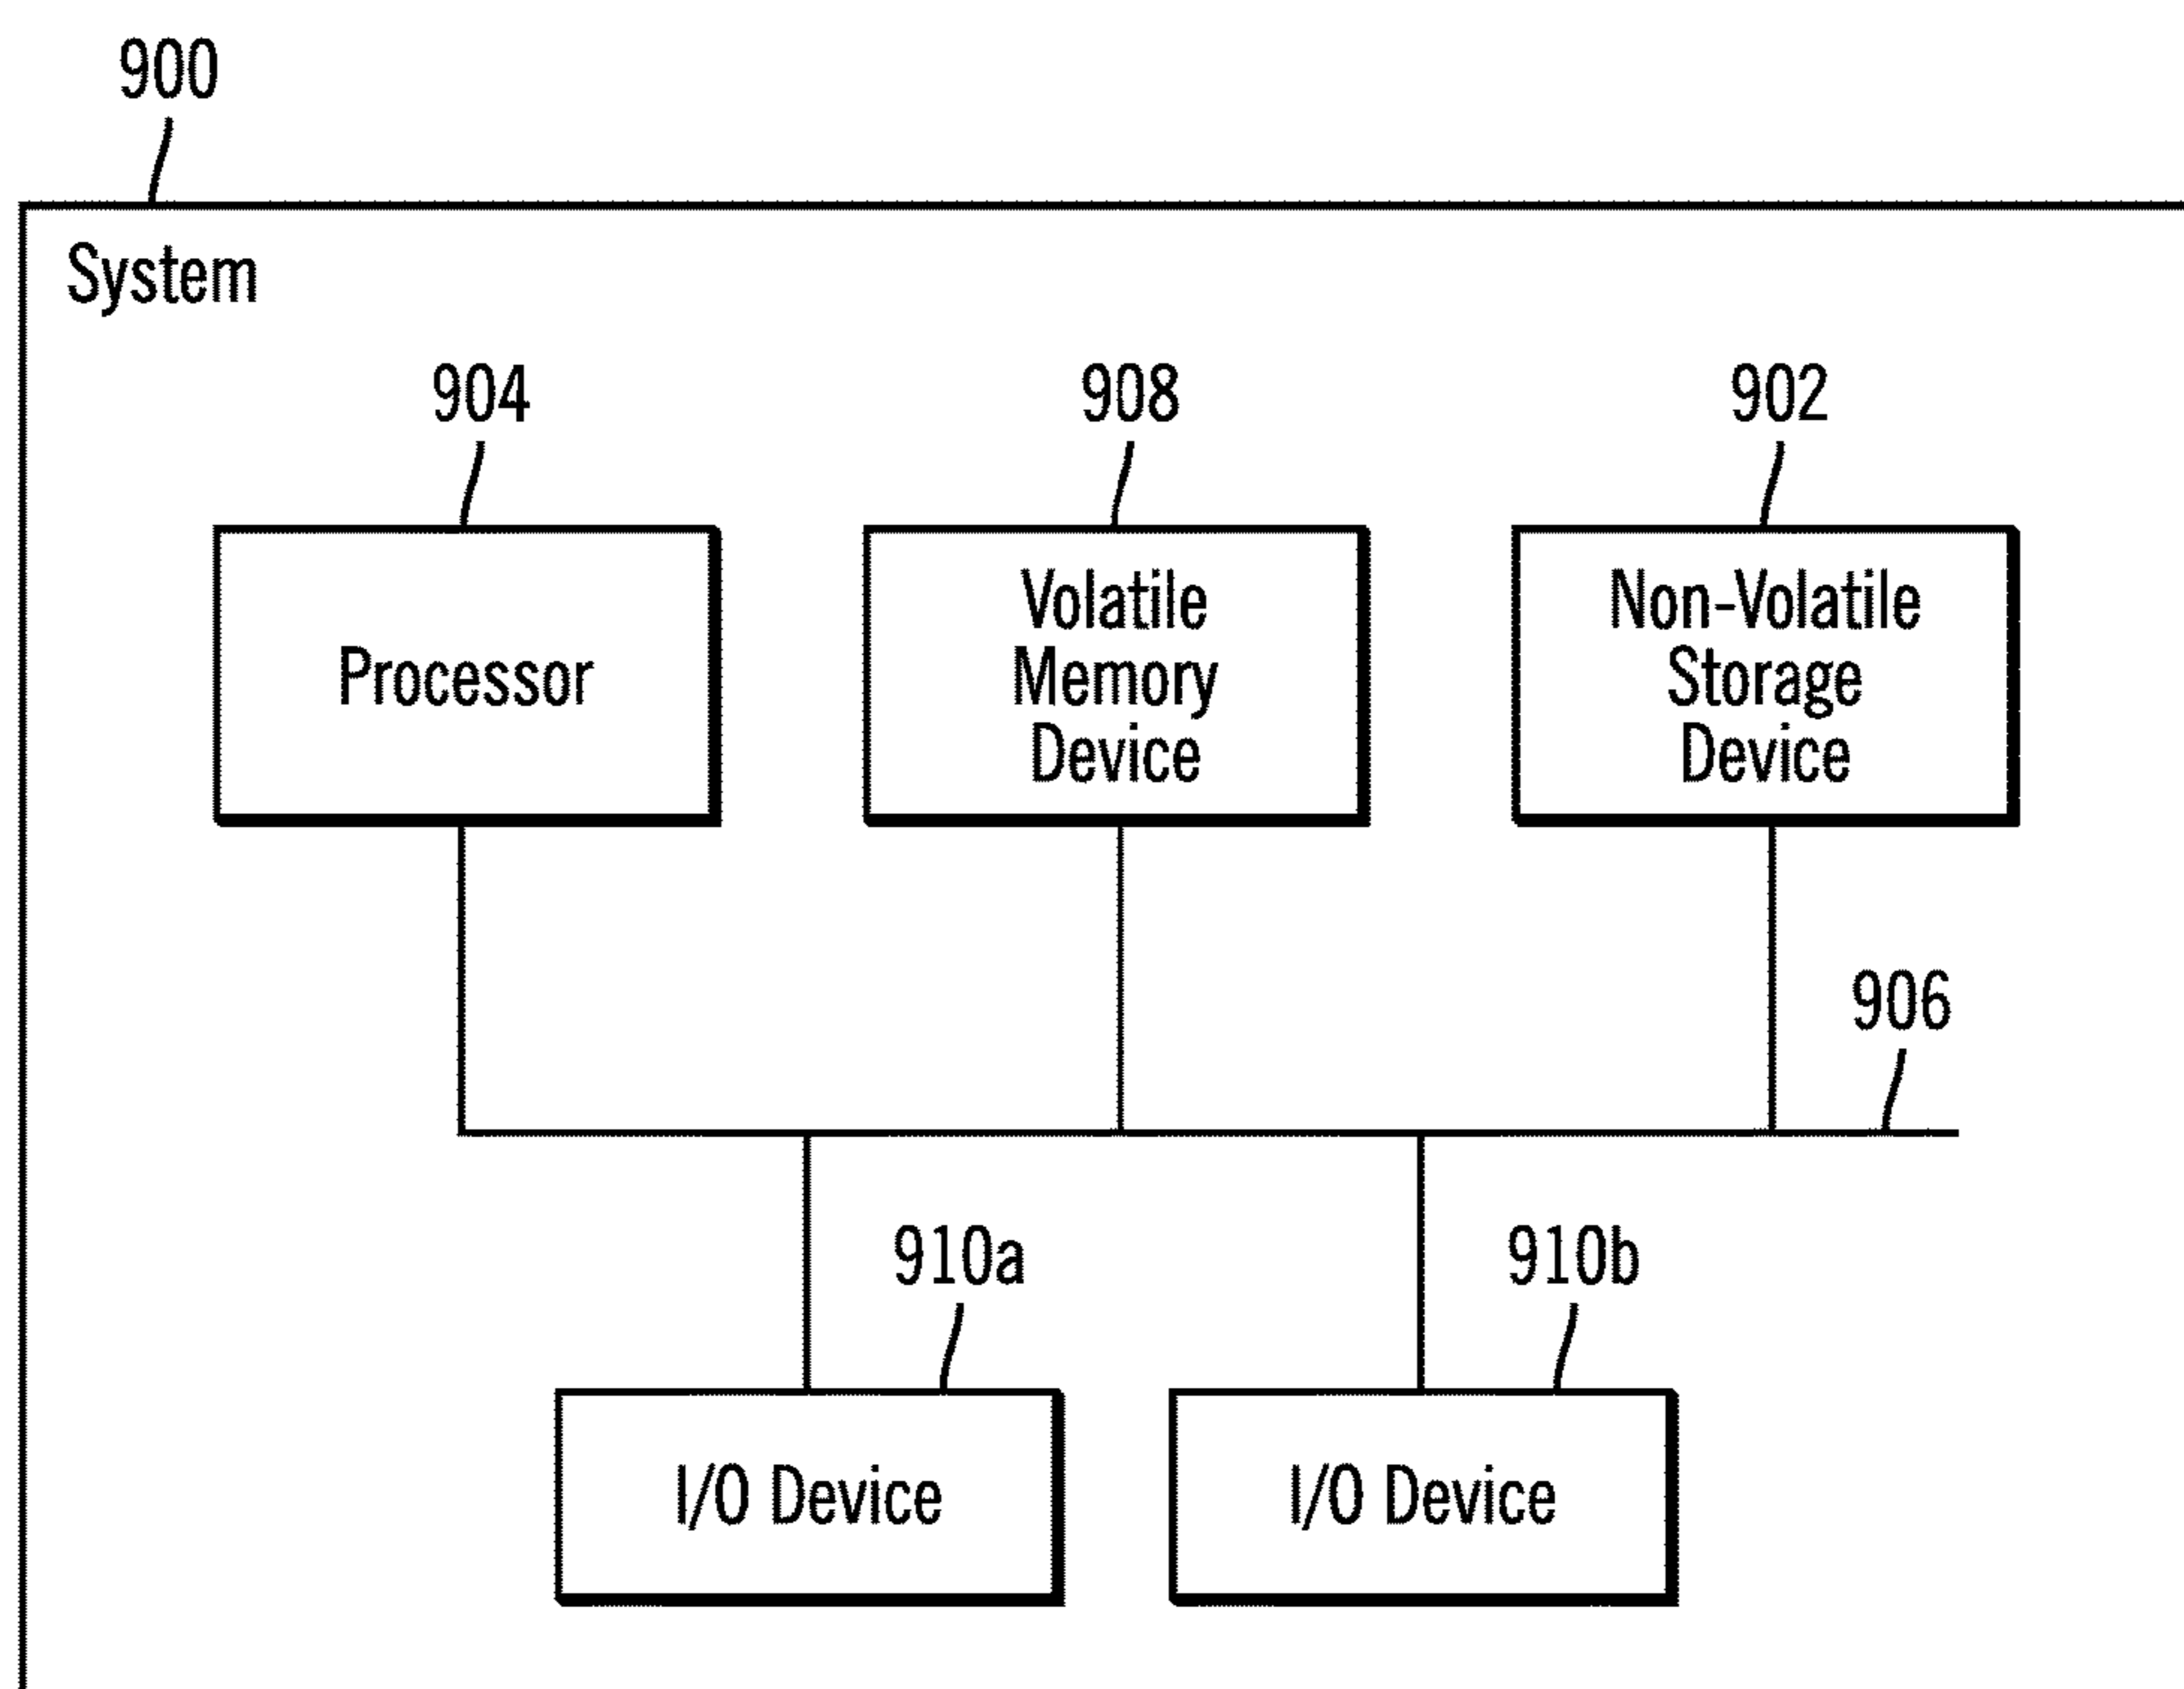 900
System
904
908
902
Processor
Volatile
Memory
Device
Non-Volatile
Storage
Device
906
910a
910b
I/O Device
I/O Device